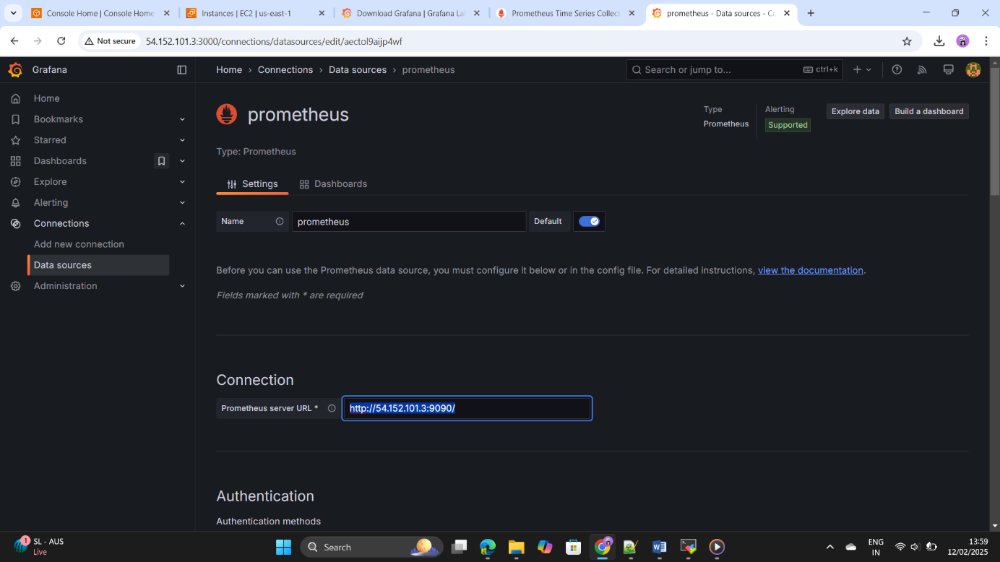 Console Home | Console Home
Instances | EC2 | us-east-1
Download Grafana | Grafana La
Prometheus Time Series Collect
prometheus - Data sources - Co
Not secure
54.152.101.3:3000/connections/datasources/edit/aectol9aijp4wf
Grafana
Home › Connections › Data sources › prometheus
Search or jump to...
ctrl+k
Home
Bookmarks
Starred
Dashboards
Explore
Alerting
Connections
Add new connection
Data sources
Administration
prometheus
Type
Prometheus
Alerting
Supported
Explore data
Build a dashboard
Type: Prometheus
Settings
Dashboards
Name
prometheus
Default
Before you can use the Prometheus data source, you must configure it below or in the config file. For detailed instructions, view the documentation.
Fields marked with * are required
Connection
Prometheus server URL *
http://54.152.101.3:9090/
Authentication
Authentication methods
1
SL - AUS
Live
Search
ENG
IN
13:59
12/02/2025